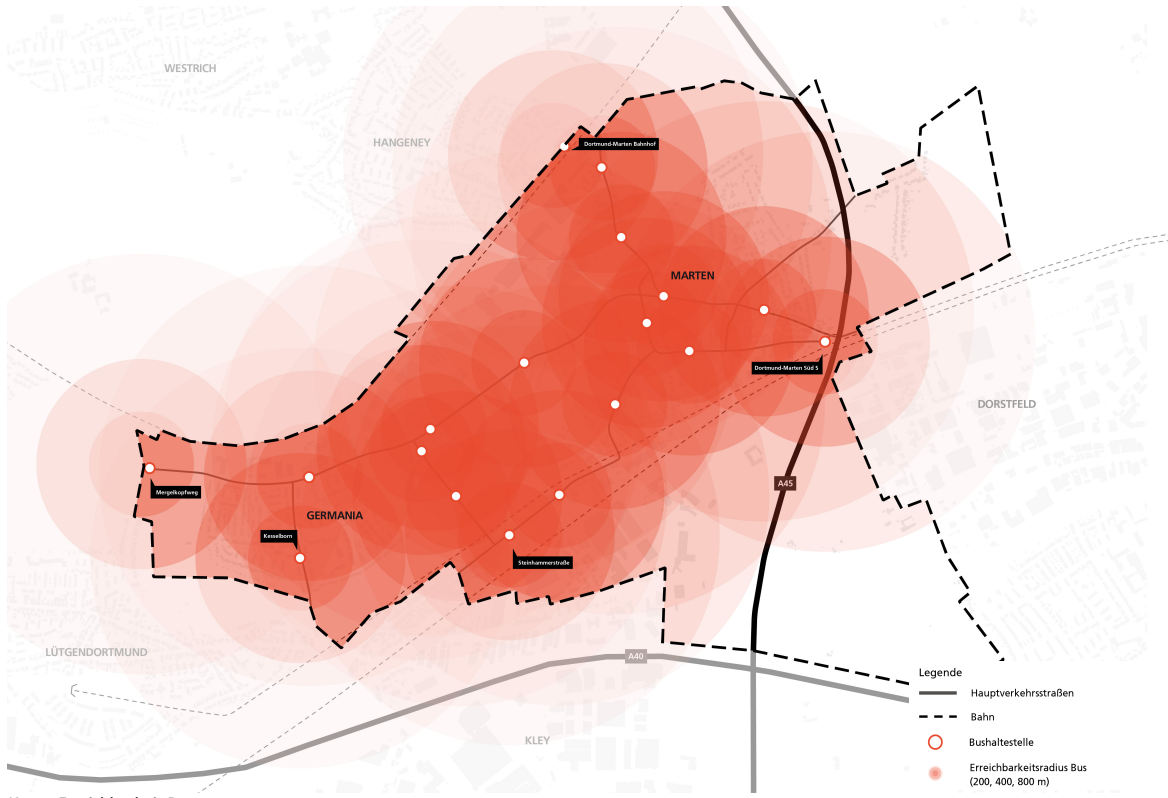 WESTRICH
HANGENEY
Dortmund-Marten Bahnhof
MARTEN
Dortmund-Marten Süd S
DORSTFELD
A45
Mergelkopfweg
GERMANIA
Kesselborn
Steinhammerstraße
LÜTGENDORTMUND
A40
KLEY
Legende
Hauptverkehrsstraßen
Bahn
Bushaltestelle
Erreichbarkeitsradius Bus
(200, 400, 800 m)